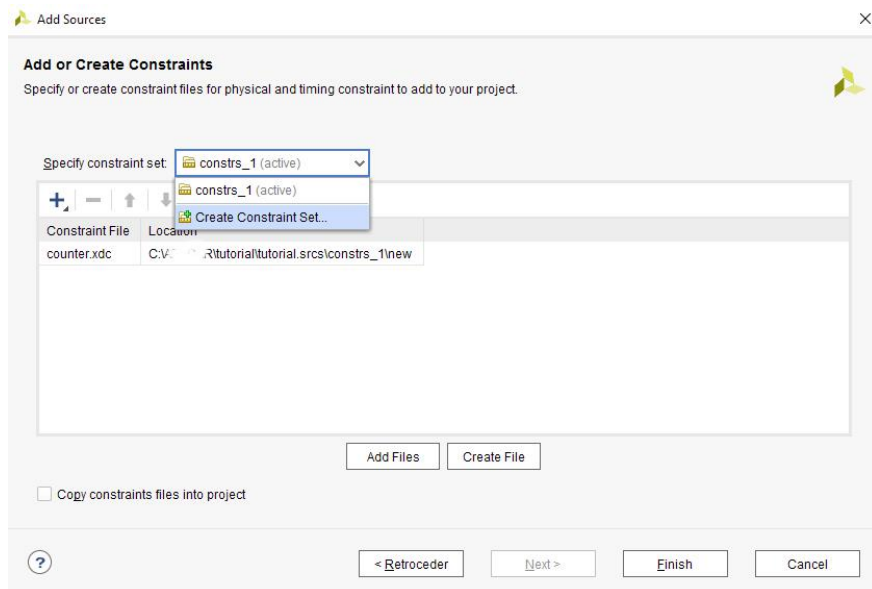 Add Sources
Add or Create Constraints
Specify or create constraint files for physical and timing constraint to add to your project.
Specify constraint set: constrs_1 (active)
constrs_1 (active)
Create Constraint Set...
Constraint File Location
counter.xdc C:\ R\tutorial\tutorial.srcs\constrs_1\new
Add Files Create File
Copy constraints files into project
? < Retroceder Next > Finish Cancel